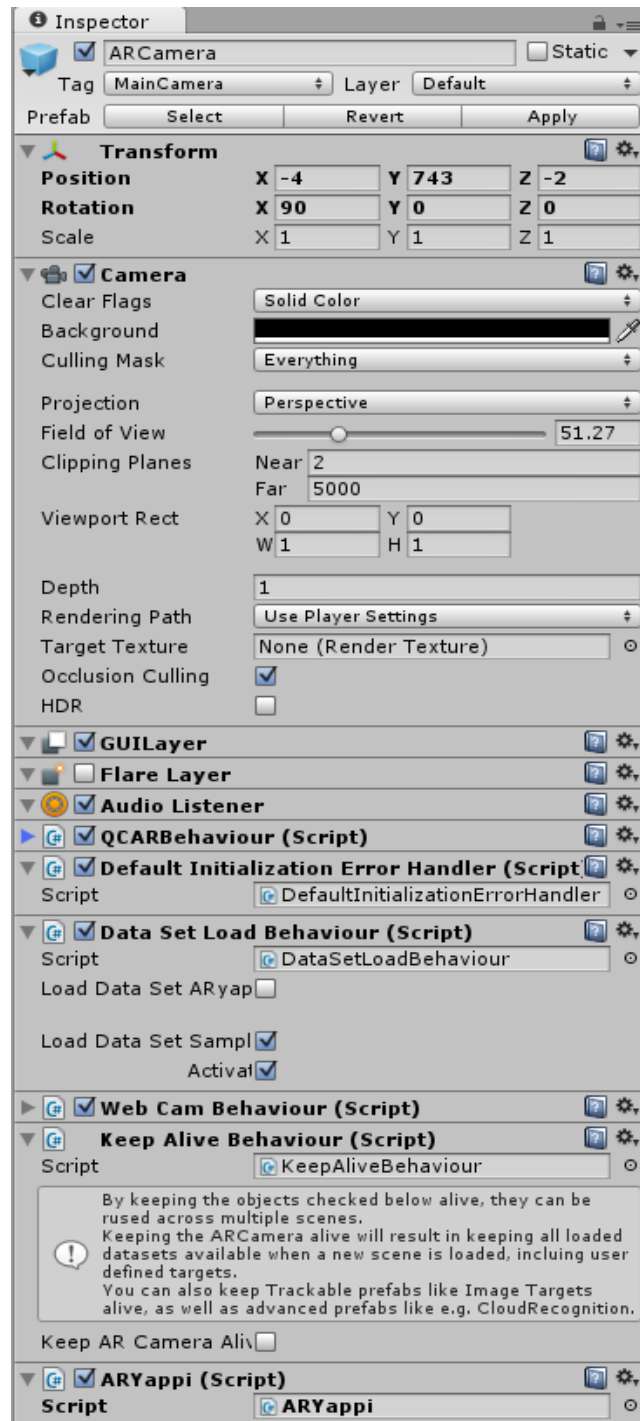 Inspector
ARCamera Static
Tag MainCamera Layer Default
Prefab Select Revert Apply
Transform
Position X -4 Y 743 Z -2
Rotation X 90 Y 0 Z 0
Scale X 1 Y 1 Z 1
Camera
Clear Flags Solid Color
Background
Culling Mask Everything
Projection Perspective
Field of View 51.27
Clipping Planes Near 2
Far 5000
Viewport Rect X 0 Y 0
W 1 H 1
Depth 1
Rendering Path Use Player Settings
Target Texture None (Render Texture)
Occlusion Culling
HDR
GUILayer
Flare Layer
Audio Listener
QCARBehaviour (Script)
Default Initialization Error Handler (Script
Script DefaultInitializationErrorHandler
Data Set Load Behaviour (Script)
Script DataSetLoadBehaviour
Load Data Set ARyap
Load Data Set Sampl
Activat
Web Cam Behaviour (Script)
Keep Alive Behaviour (Script)
Script KeepAliveBehaviour
By keeping the objects checked below alive, they can be
rused across multiple scenes.
Keeping the ARCamera alive will result in keeping all loaded
datasets available when a new scene is loaded, incluing user
defined targets.
You can also keep Trackable prefabs like Image Targets
alive, as well as advanced prefabs like e.g. CloudRecognition.
Keep AR Camera Aliv
ARYappi (Script)
Script ARYappi